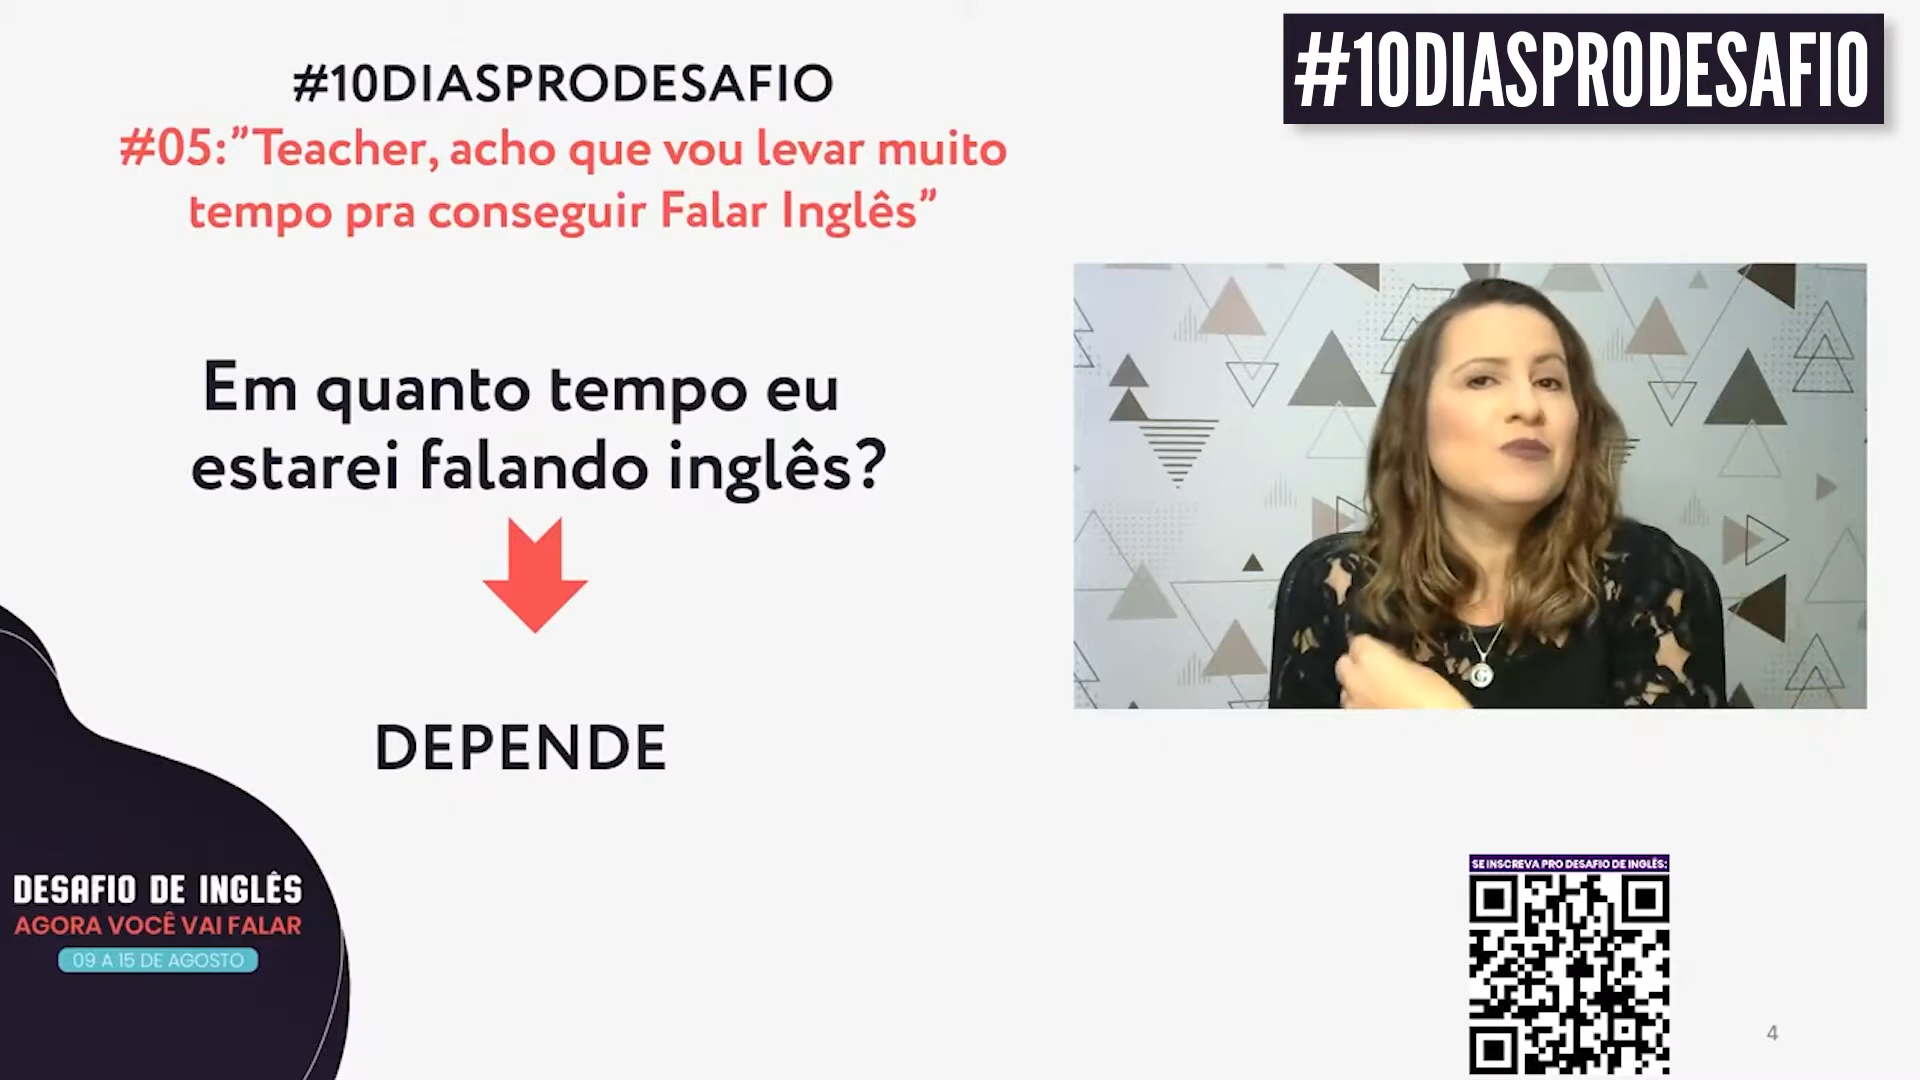 #10DIASPRODESAFIO
#10DIASPRODESAFIO
#05:”Teacher, acho que vou levar muito
tempo pra conseguir Falar Inglês”
Em quanto tempo eu
estarei falando inglês?
DEPENDE
G
DESAFIO DE INGLÊS
AGORA VOCÊ VAI FALAR
09 A 15 DE AGOSTO
SE INSCREVA PRO DESAFIO DE INGLÊS:
4